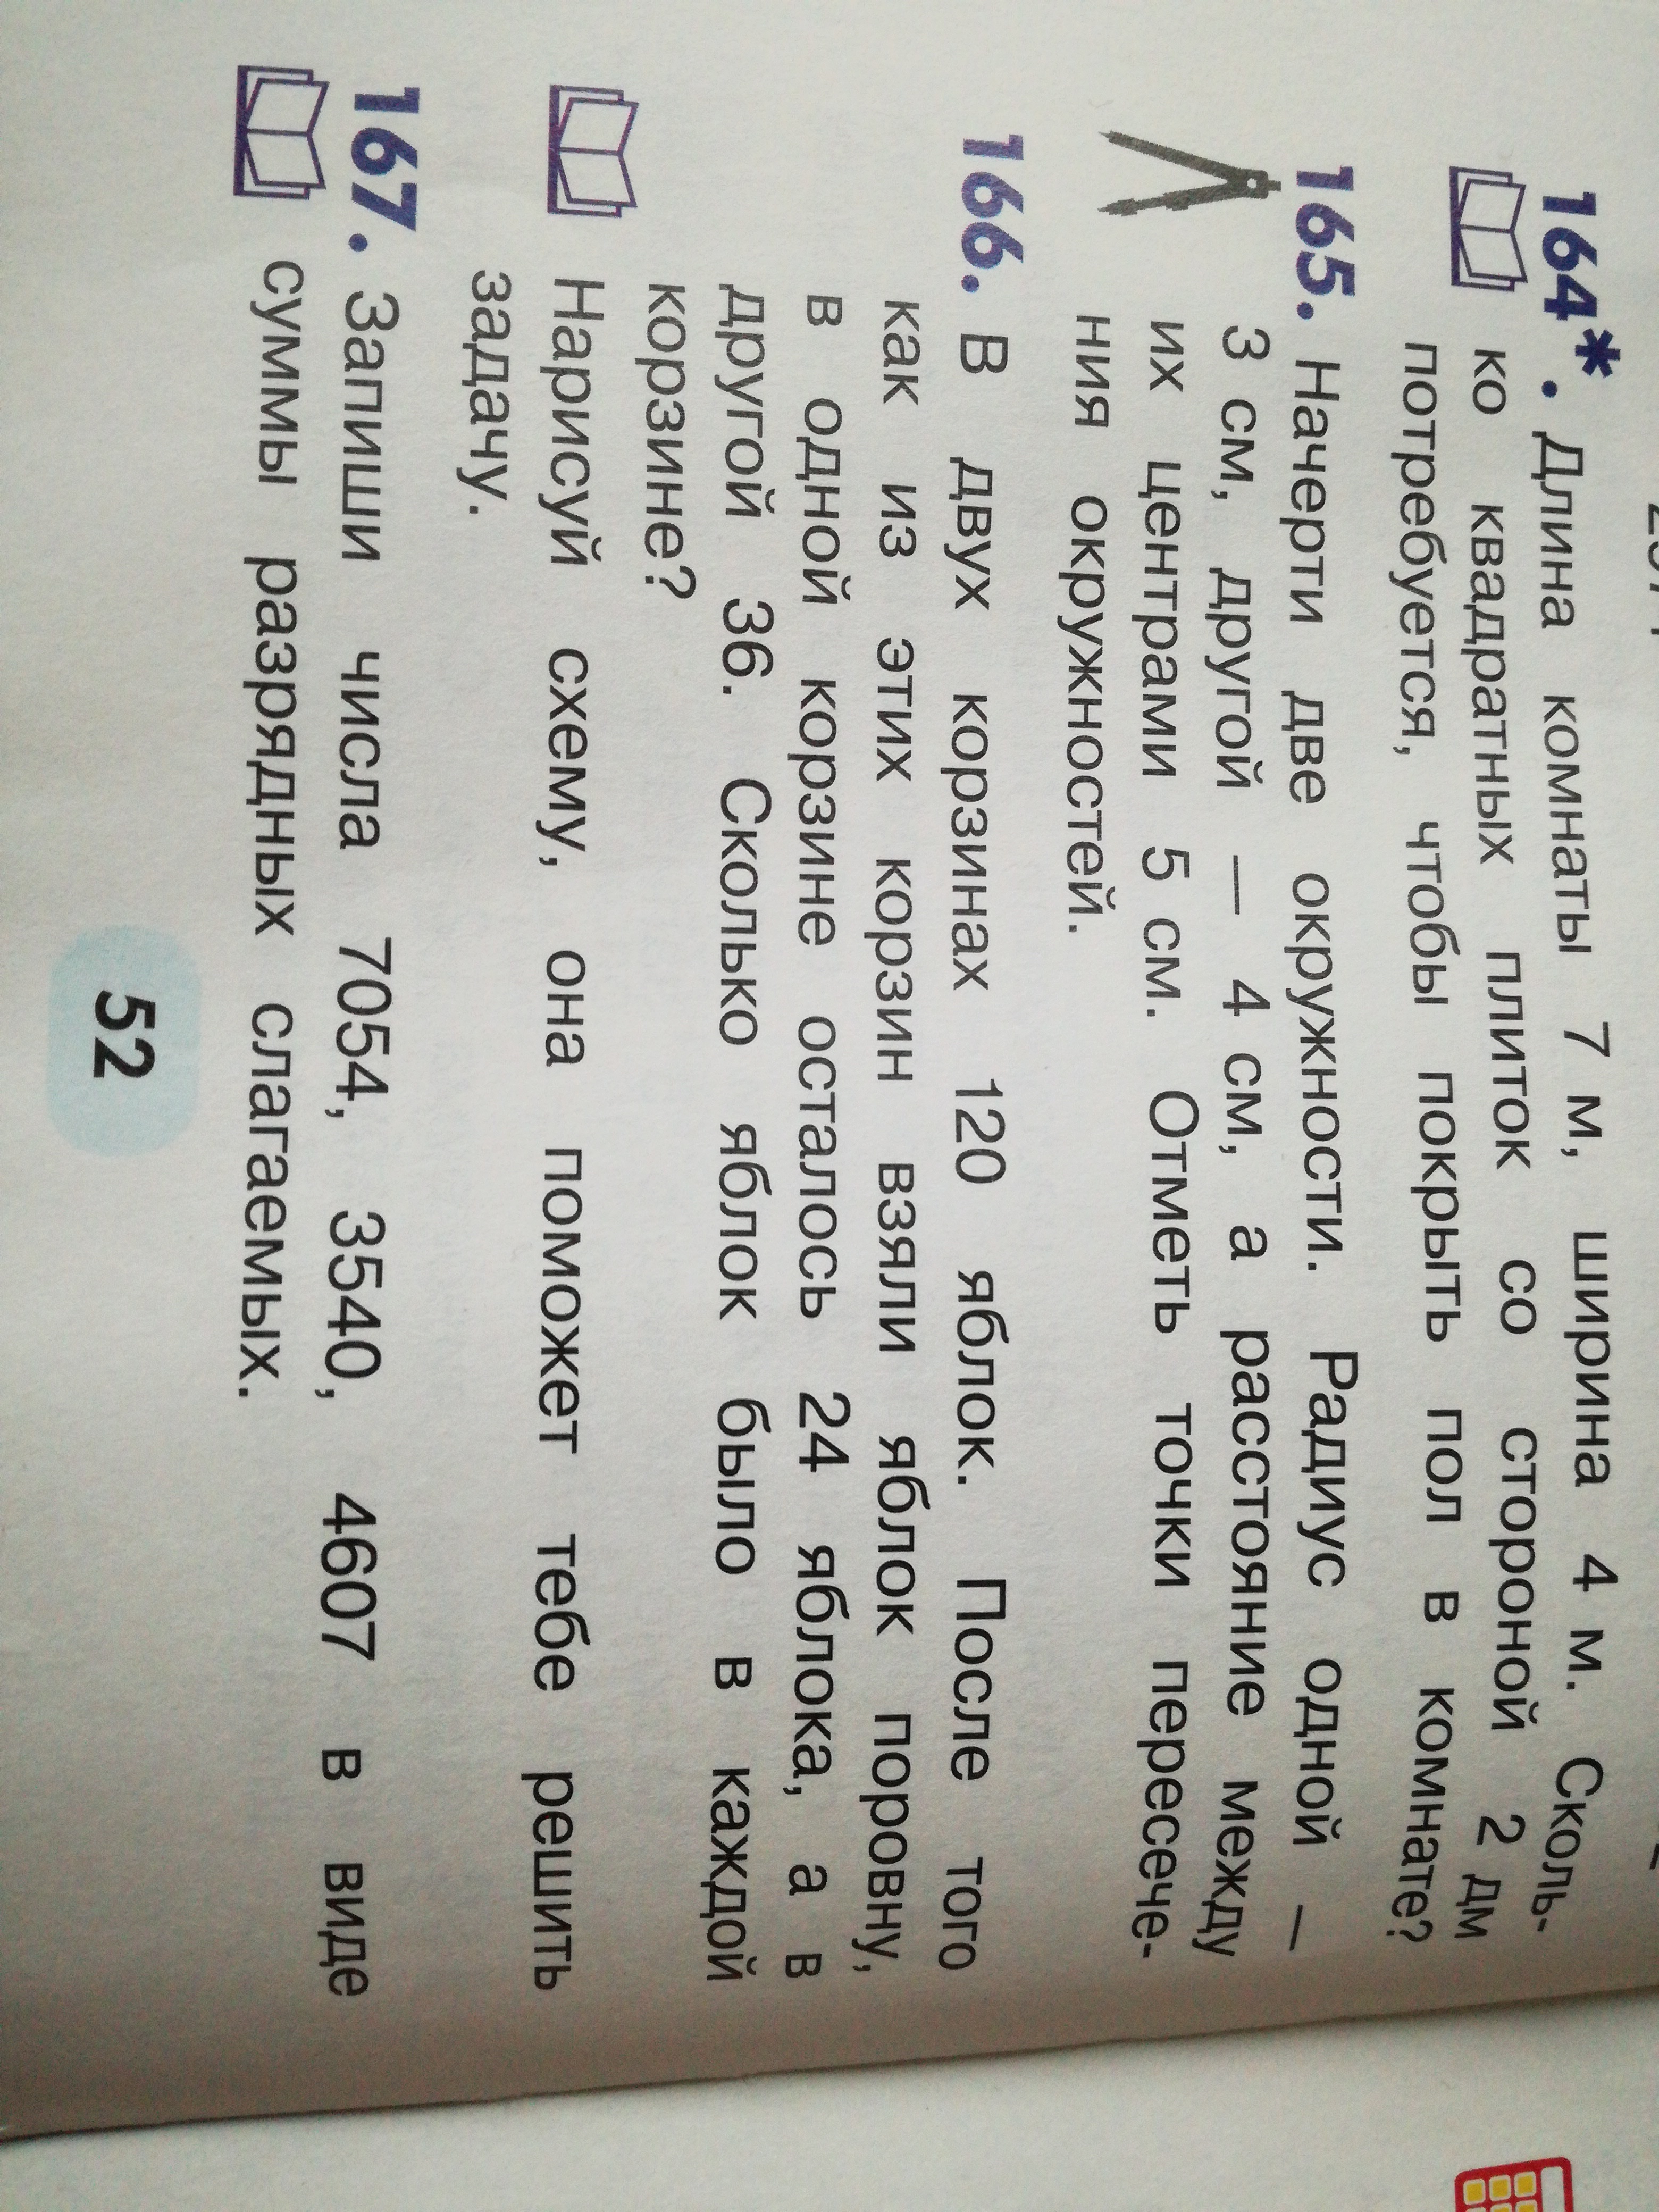 164*. Длина комнаты 7 м, ширина 4 м. Сколь-
ко квадратных плиток со стороной 2 дм
потребуется, чтобы покрыть пол в комнате?
165. Начерти две окружности. Радиус одной —
3 см, другой — 4 см, а расстояние между
их центрами 5 см. Отметь точки пересече-
ния окружностей.
166. В двух корзинах 120 яблок. После того
как из этих корзин взяли яблок поровну,
в одной корзине осталось 24 яблока, а в
другой 36. Сколько яблок было в каждой
корзине?
Нарисуй схему, она поможет тебе решить
задачу.
167. Запиши числа 7054, 3540, 4607 в виде
суммы разрядных слагаемых.
52